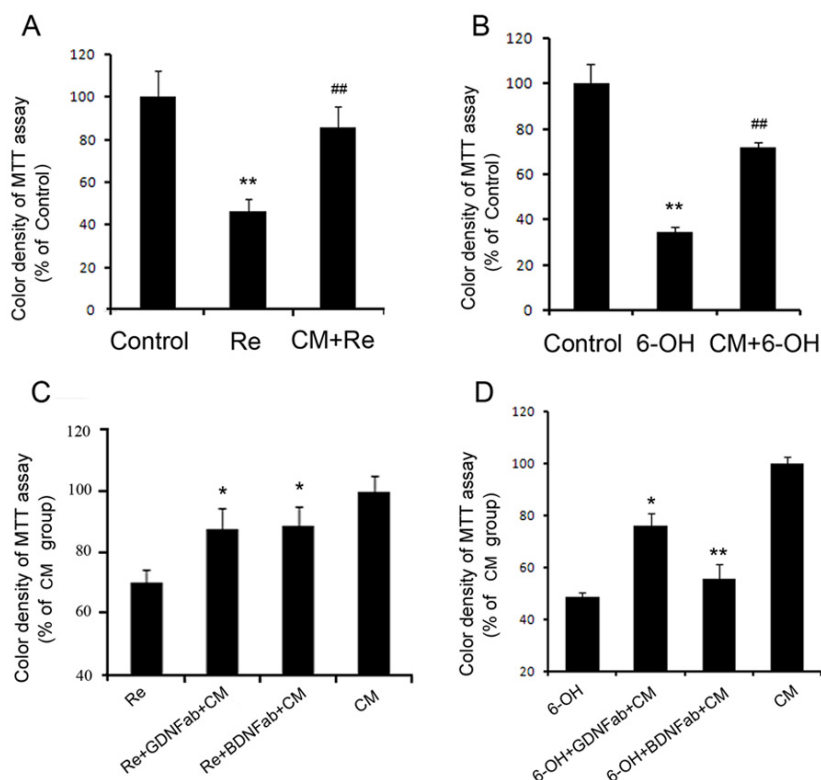 A
Color density of MTT assay
(% of Control)
120
100
80
60
40
20
0
**
##
Control
Re
CM+Re
B
Color density of MTT assay
(% of Control)
120
100
80
60
40
20
0
**
##
Control
6-OH
CM+6-OH
C
Color density of MTT assay
(% of CM group)
120
100
80
60
40
*
*
Re
Re+GDNFab+CM
Re+BDNFab+CM
CM
D
Color density of MTT assay
(% of CM group)
120
100
80
60
40
20
*
**
6-OH
6-OH+GDNFab+CM
6-OH+BDNFab+CM
CM